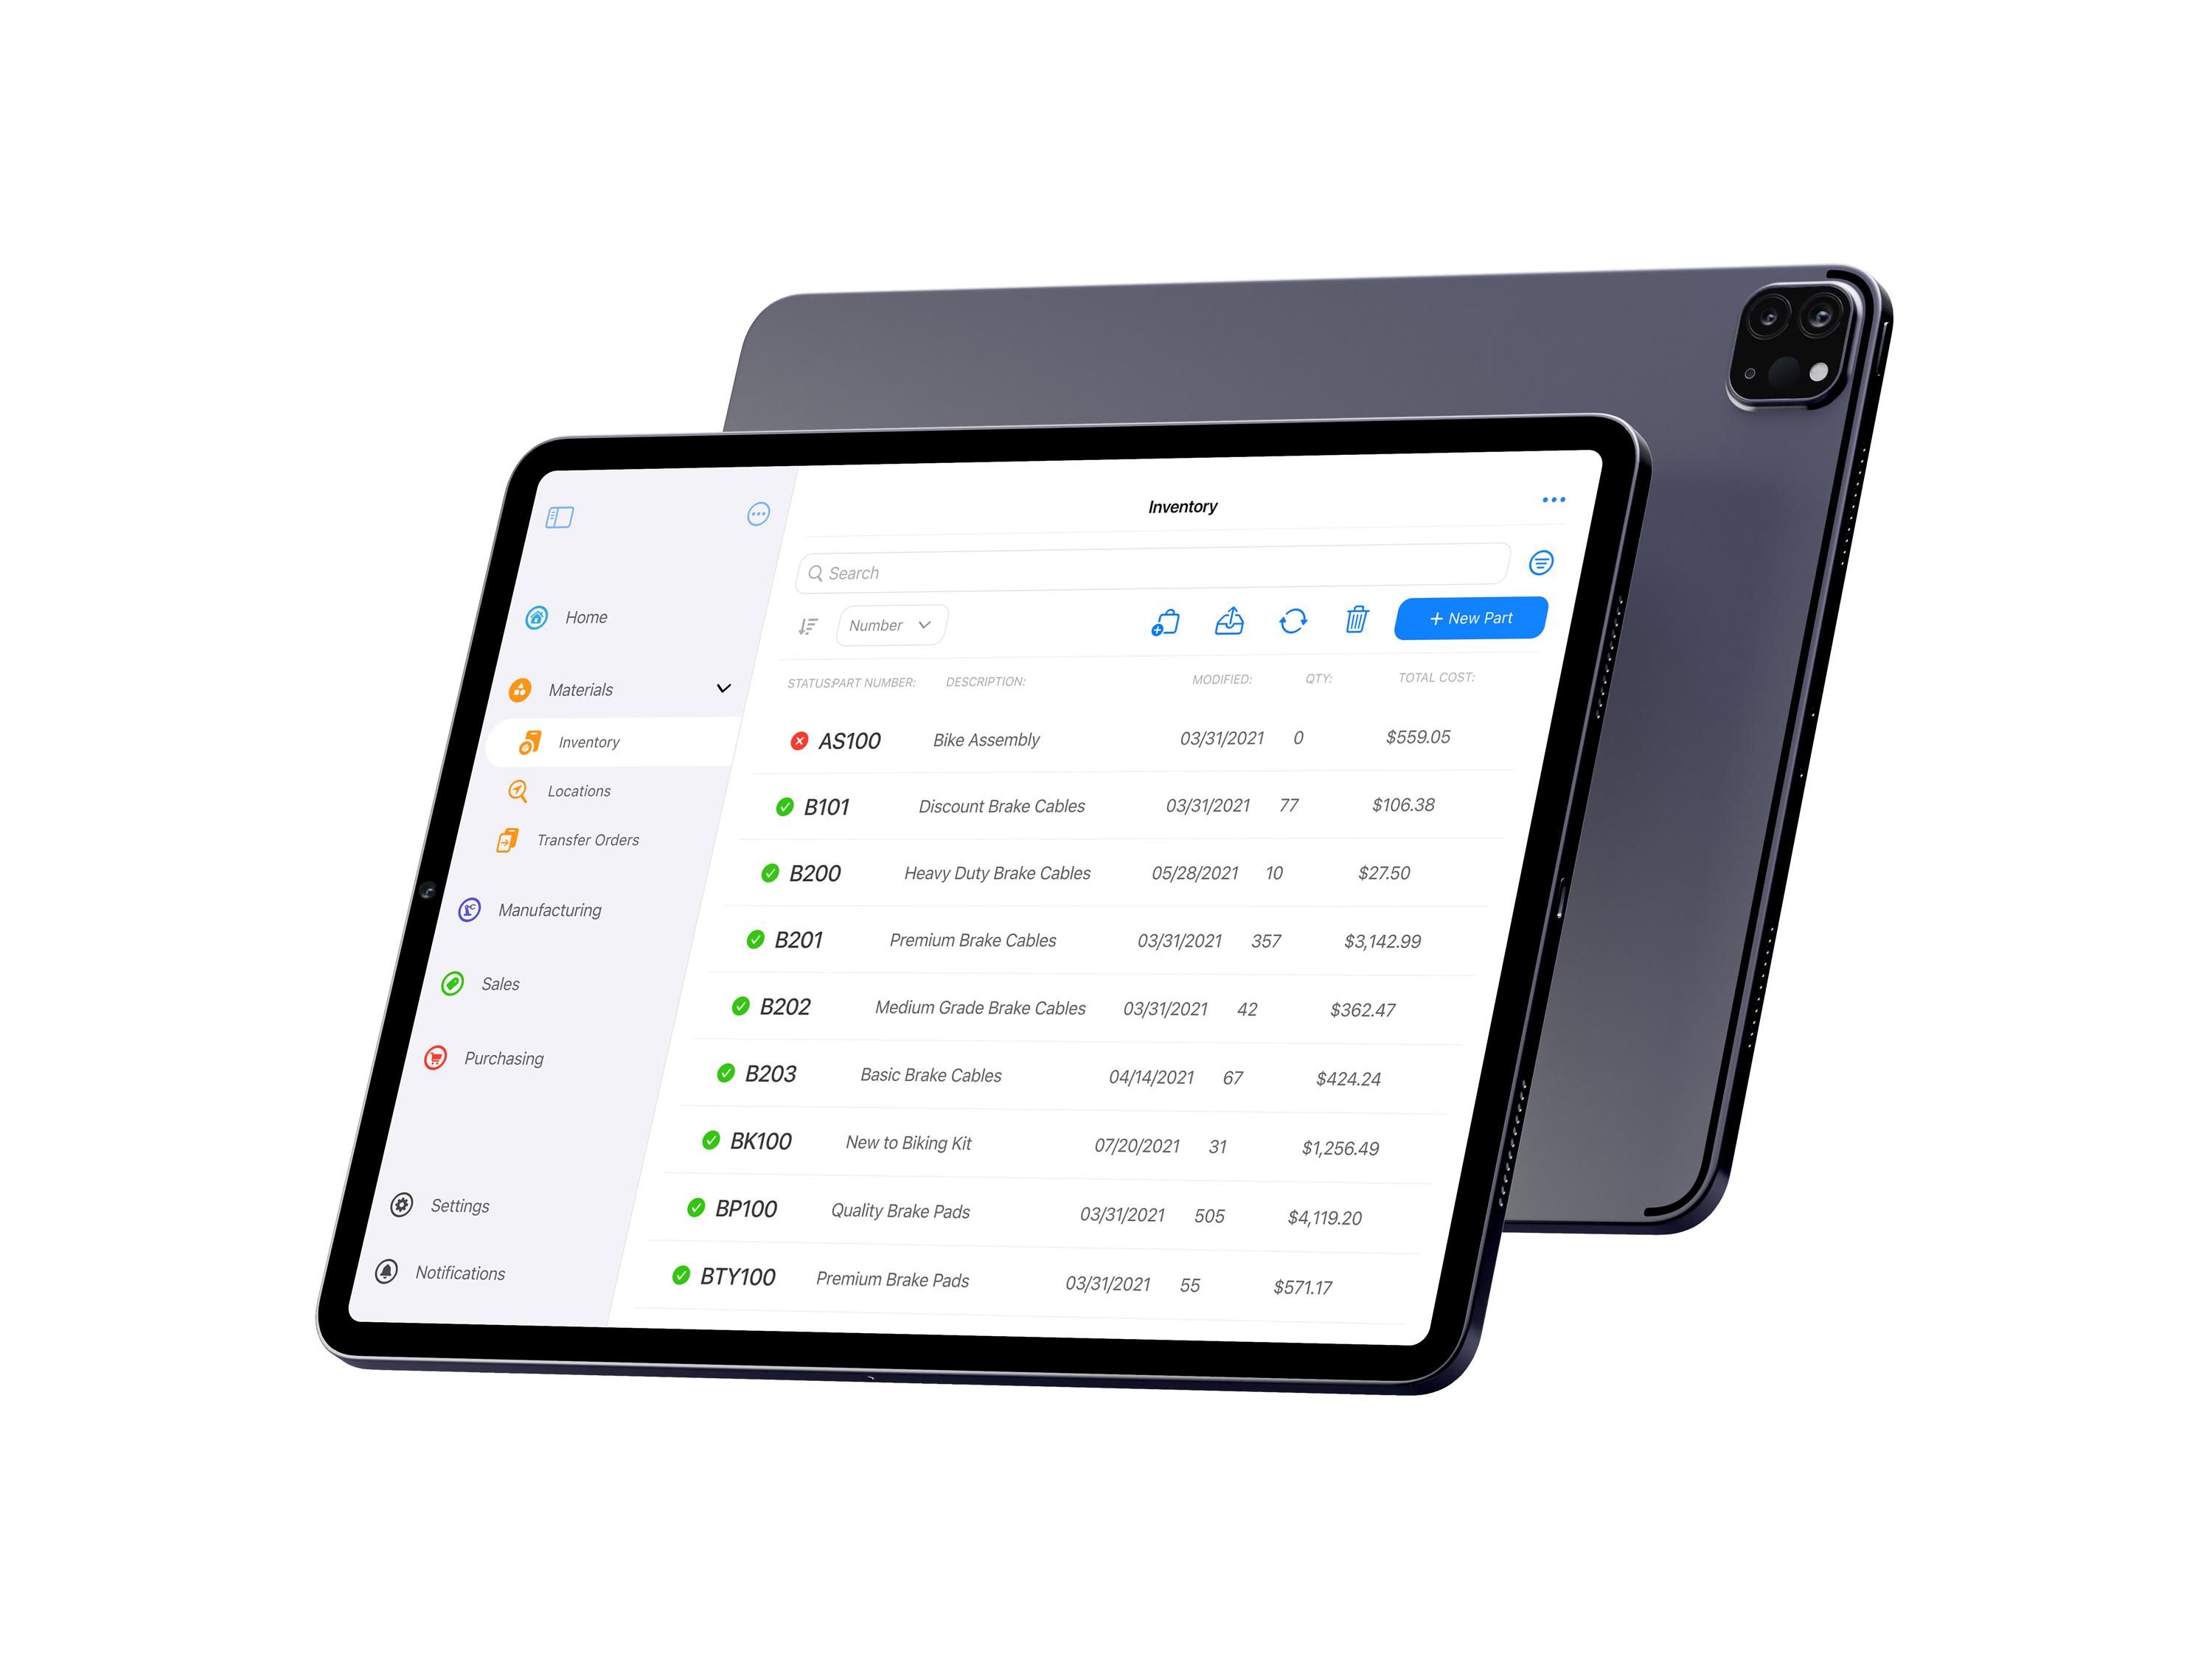 Inventory
Search
Home
Number
+ New Part
Materials
STATUS: PART NUMBER: DESCRIPTION: MODIFIED: QTY: TOTAL COST:
Inventory
AS100 Bike Assembly 03/31/2021 0 $559.05
Locations
B101 Discount Brake Cables 03/31/2021 77 $106.38
Transfer Orders
B200 Heavy Duty Brake Cables 05/28/2021 10 $27.50
Manufacturing
B201 Premium Brake Cables 03/31/2021 357 $3,142.99
Sales
B202 Medium Grade Brake Cables 03/31/2021 42 $362.47
Purchasing
B203 Basic Brake Cables 04/14/2021 67 $424.24
BK100 New to Biking Kit 07/20/2021 31 $1,256.49
Settings
BP100 Quality Brake Pads 03/31/2021 505 $4,119.20
Notifications
BTY100 Premium Brake Pads 03/31/2021 55 $571.17